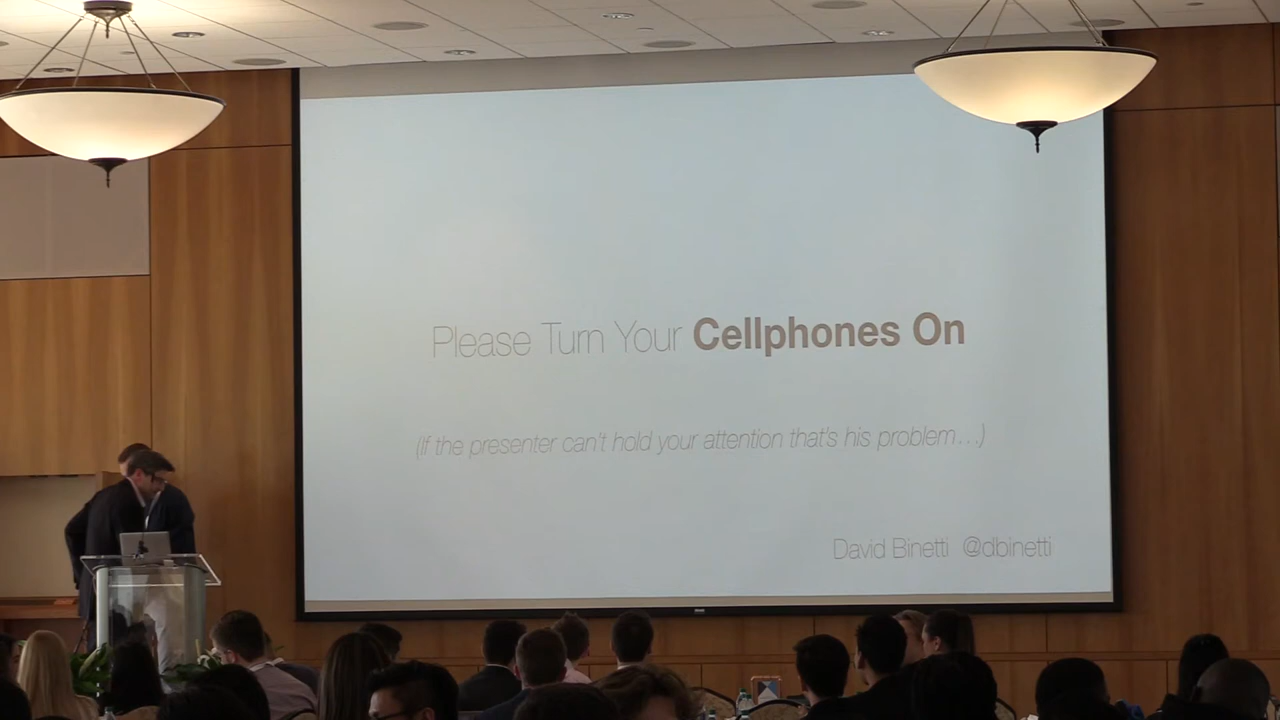 Please Turn Your Cellphones On
(If the presenter can't hold your attention that's his problem…)
David Binetti @dbinetti